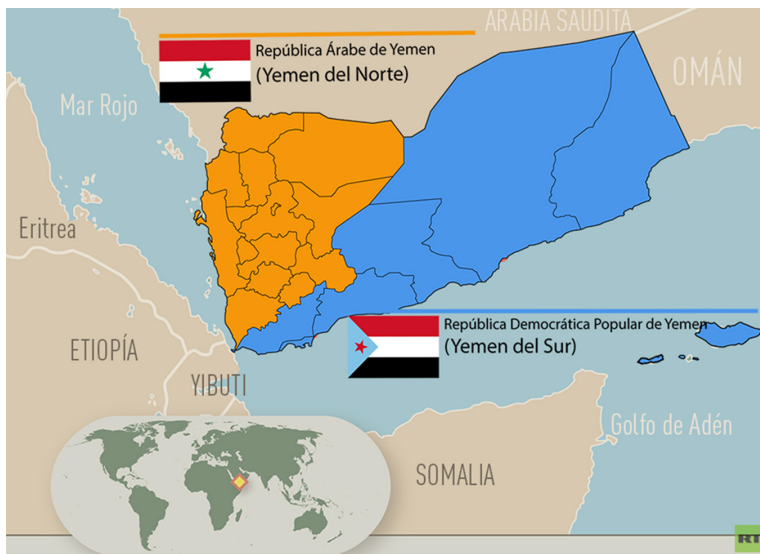 ARABIA SAUDITA
República Árabe de Yemen
(Yemen del Norte)
OMÁN
Mar Rojo
Eritrea
República Democrática Popular de Yemen
(Yemen del Sur)
ETIOPÍA
YIBUTI
Golfo de Adén
SOMALIA
RT